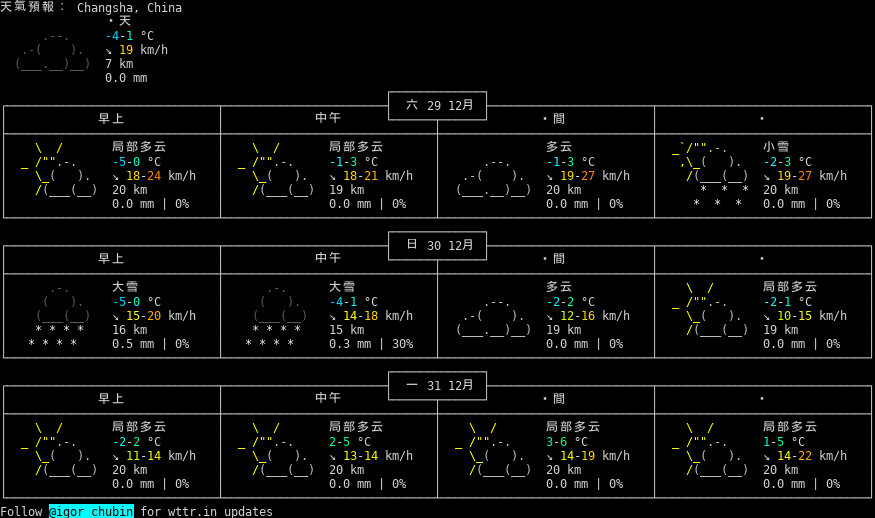 天氣預報： Changsha, China
・天
-4-1 °C
↘ 19 km/h
7 km
0.0 mm
六 29 12月
早上 中午 ・間 ・
局部多云 局部多云 多云 小雪
-5-0 °C -1-3 °C -1-3 °C -2-3 °C
↘ 18-24 km/h ↘ 18-21 km/h ↘ 19-27 km/h ↘ 19-27 km/h
20 km 19 km 20 km 20 km
0.0 mm | 0% 0.0 mm | 0% 0.0 mm | 0% 0.0 mm | 0%
日 30 12月
早上 中午 ・間 ・
大雪 大雪 多云 局部多云
-5-0 °C -4-1 °C -2-2 °C -2-1 °C
↘ 15-20 km/h ↘ 14-18 km/h ↘ 12-16 km/h ↘ 10-15 km/h
16 km 15 km 19 km 19 km
0.5 mm | 0% 0.3 mm | 30% 0.0 mm | 0% 0.0 mm | 0%
一 31 12月
早上 中午 ・間 ・
局部多云 局部多云 局部多云 局部多云
-2-2 °C 2-5 °C 3-6 °C 1-5 °C
↘ 11-14 km/h ↘ 13-14 km/h ↘ 14-19 km/h ↘ 14-22 km/h
20 km 20 km 20 km 20 km
0.0 mm | 0% 0.0 mm | 0% 0.0 mm | 0% 0.0 mm | 0%
Follow @igor_chubin for wttr.in updates